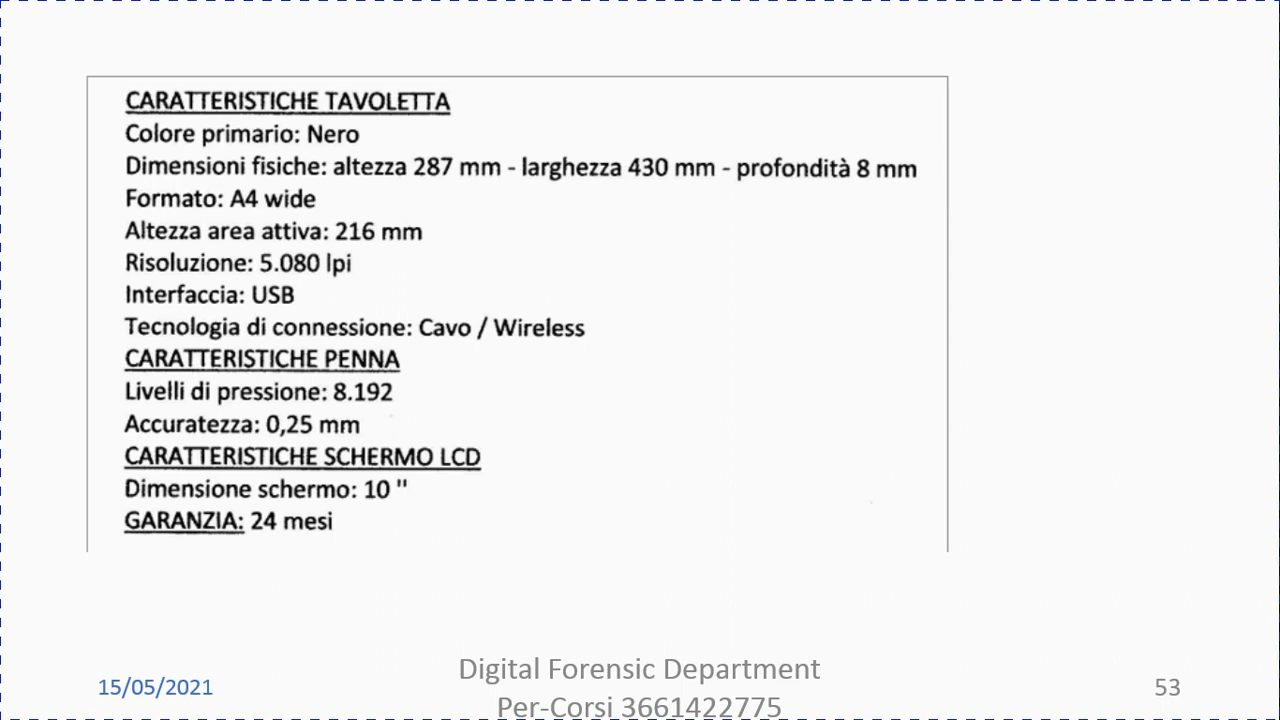 CARATTERISTICHE TAVOLETTA
Colore primario: Nero
Dimensioni fisiche: altezza 287 mm - larghezza 430 mm - profondità 8 mm
Formato: A4 wide
Altezza area attiva: 216 mm
Risoluzione: 5.080 lpi
Interfaccia: USB
Tecnologia di connessione: Cavo / Wireless
CARATTERISTICHE PENNA
Livelli di pressione: 8.192
Accuratezza: 0,25 mm
CARATTERISTICHE SCHERMO LCD
Dimensione schermo: 10 "
GARANZIA: 24 mesi
Digital Forensic Department
Per-Corsi 3661422775
15/05/2021
53